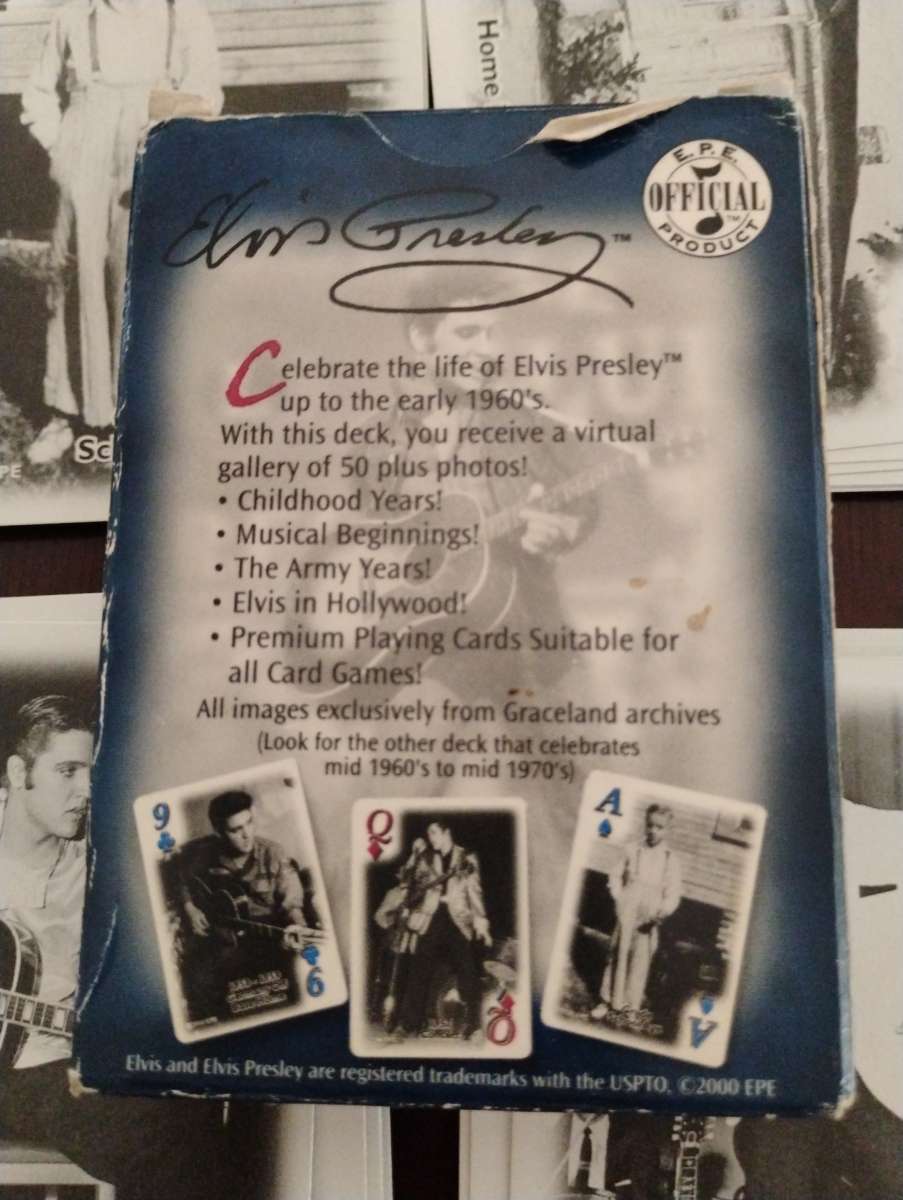 Home
Elvis Presley™
E.P.E.
OFFICIAL™
PRODUCT
Celebrate the life of Elvis Presley™
up to the early 1960's.
With this deck, you receive a virtual
gallery of 50 plus photos!
• Childhood Years!
• Musical Beginnings!
• The Army Years!
• Elvis in Hollywood!
• Premium Playing Cards Suitable for
all Card Games!
All images exclusively from Graceland archives
(Look for the other deck that celebrates
mid 1960's to mid 1970's)
Sc
PE
9
9
Q
Q
A
A
Elvis and Elvis Presley are registered trademarks with the USPTO, ©2000 EPE